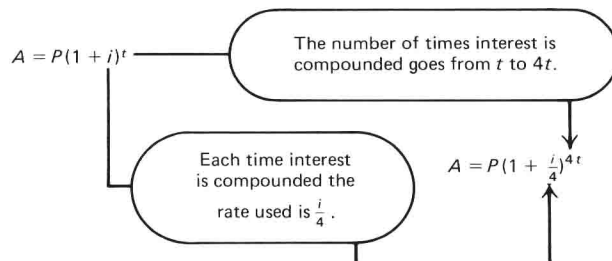 A = P(1 + i)^t
The number of times interest is
compounded goes from t to 4t.
Each time interest
is compounded the
rate used is i/4 .
A = P(1 + i/4)^4t